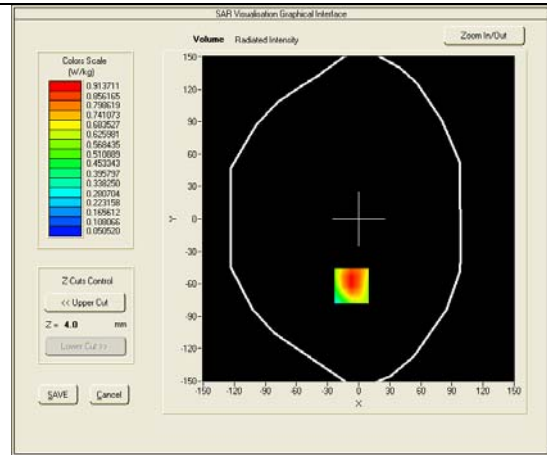 SAR Visualisation Graphical Interface
Volume Radiated Intensity
Zoom In/Out
Colors Scale
(W/kg)
0.913711
0.856165
0.798619
0.741073
0.683527
0.625981
0.568435
0.510889
0.453343
0.395797
0.338250
0.280704
0.223158
0.165612
0.108066
0.050520
Z Cuts Control
<< Upper Cut
Z = 4.0 mm
Lower Cut >>
SAVE Cancel
150
120
90
60
30
0
-30
-60
-90
-120
-150
Y
-150 -120 -90 -60 -30 0 30 60 90 120 150
X